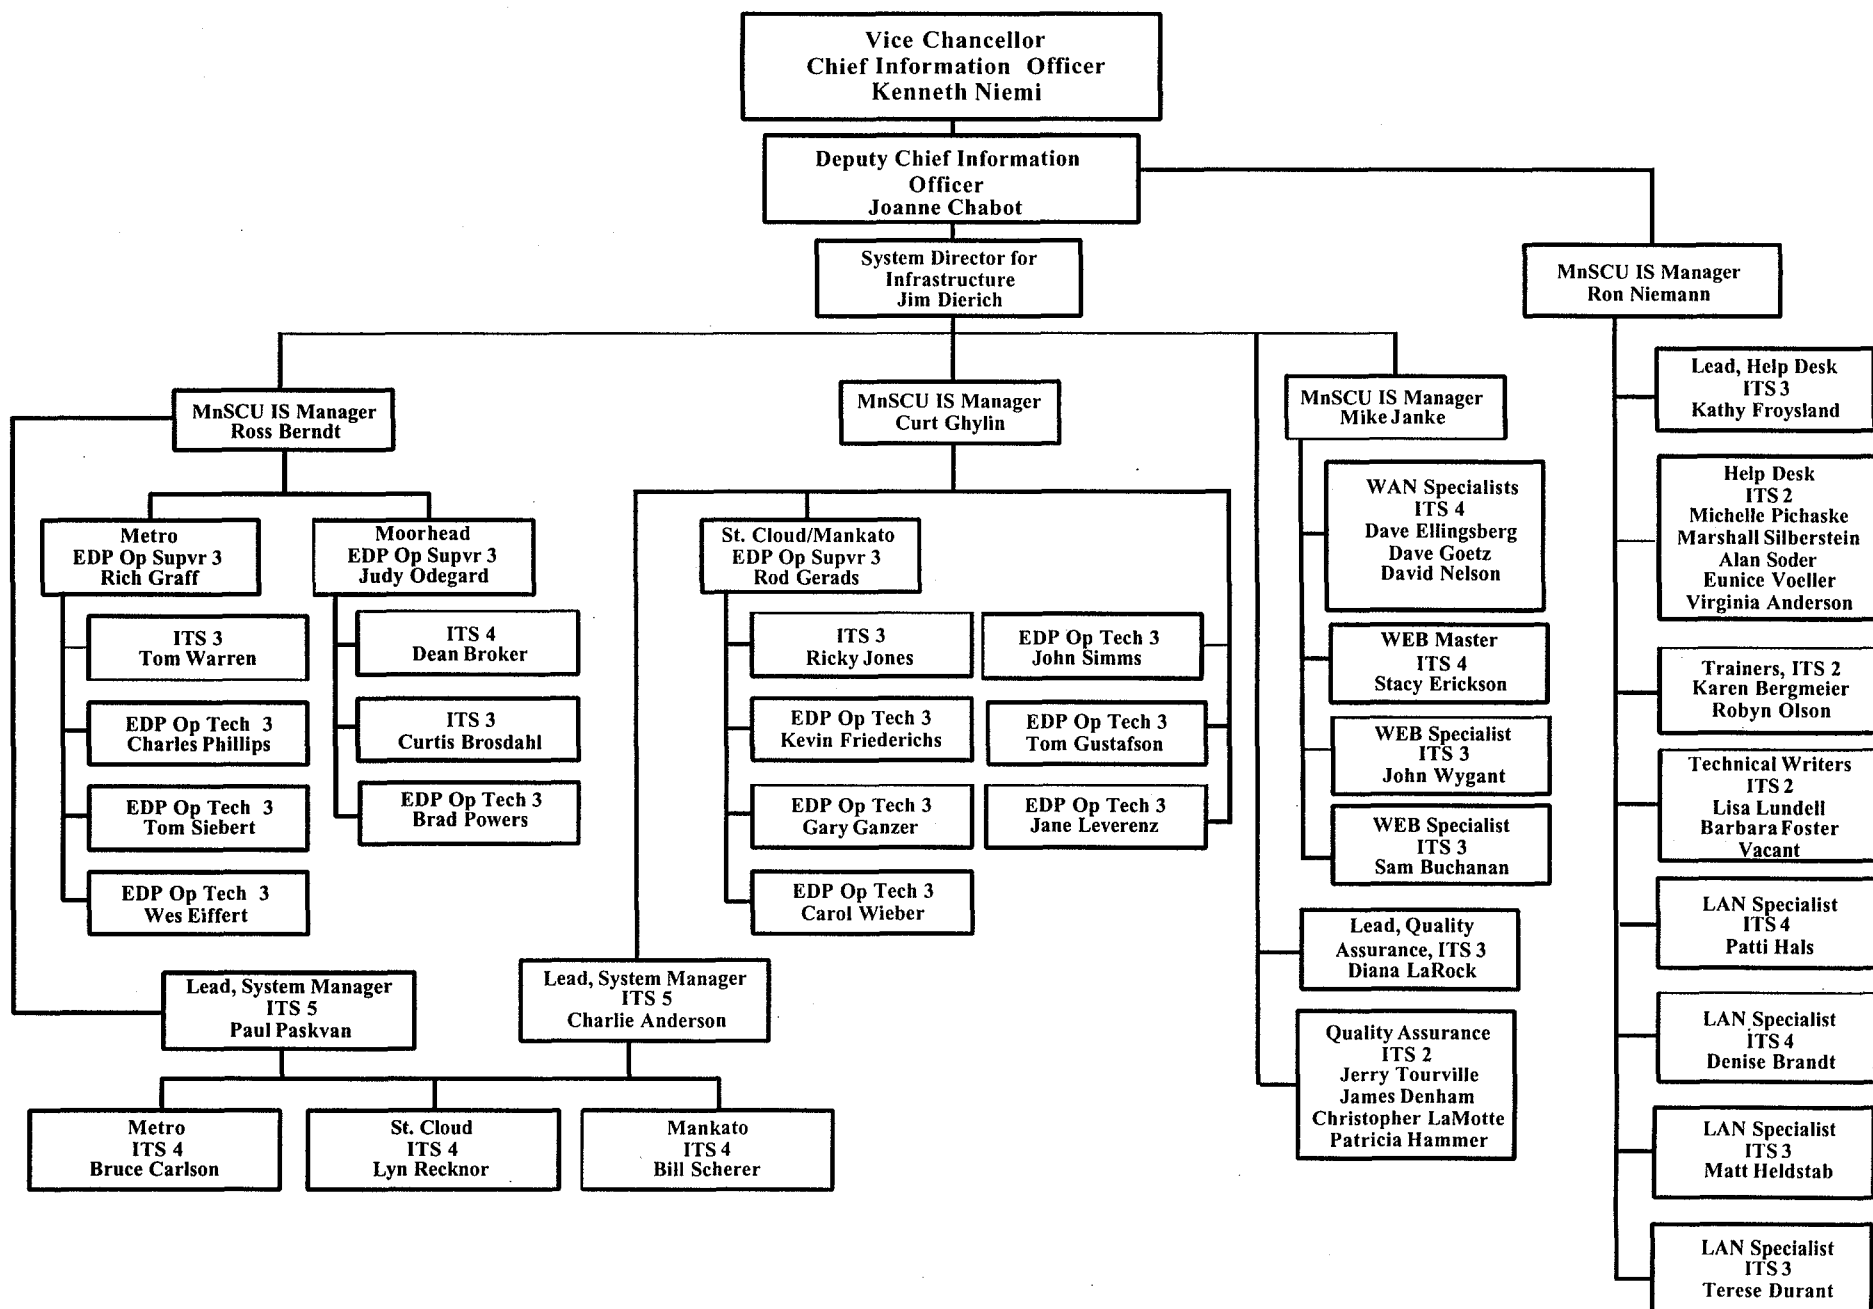 Vice Chancellor
Chief Information Officer
Kenneth Niemi
Deputy Chief Information
Officer
Joanne Chabot
System Director for
Infrastructure
Jim Dierich
MnSCU IS Manager
Ron Niemann
MnSCU IS Manager
Ross Berndt
MnSCU IS Manager
Curt Ghylin
MnSCU IS Manager
Mike Janke
Metro
EDP Op Supvr 3
Rich Graff
ITS 3
Tom Warren
EDP Op Tech 3
Charles Phillips
EDP Op Tech 3
Tom Siebert
EDP Op Tech 3
Wes Eiffert
Moorhead
EDP Op Supvr 3
Judy Odegard
ITS 4
Dean Broker
ITS 3
Curtis Brosdahl
EDP Op Tech 3
Brad Powers
Lead, System Manager
ITS 5
Paul Paskvan
St. Cloud/Mankato
EDP Op Supvr 3
Rod Gerads
ITS 3
Ricky Jones
EDP Op Tech 3
Kevin Friederichs
EDP Op Tech 3
Gary Ganzer
EDP Op Tech 3
Carol Wieber
EDP Op Tech 3
John Simms
EDP Op Tech 3
Tom Gustafson
EDP Op Tech 3
Jane Leverenz
Lead, System Manager
ITS 5
Charlie Anderson
Metro
ITS 4
Bruce Carlson
St. Cloud
ITS 4
Lyn Recknor
Mankato
ITS 4
Bill Scherer
WAN Specialists
ITS 4
Dave Ellingsberg
Dave Goetz
David Nelson
WEB Master
ITS 4
Stacy Erickson
WEB Specialist
ITS 3
John Wygant
WEB Specialist
ITS 3
Sam Buchanan
Lead, Quality
Assurance, ITS 3
Diana LaRock
Quality Assurance
ITS 2
Jerry Tourville
James Denham
Christopher LaMotte
Patricia Hammer
Lead, Help Desk
ITS 3
Kathy Froysland
Help Desk
ITS 2
Michelle Pichaske
Marshall Silberstein
Alan Soder
Eunice Voeller
Virginia Anderson
Trainers, ITS 2
Karen Bergmeier
Robyn Olson
Technical Writers
ITS 2
Lisa Lundell
Barbara Foster
Vacant
LAN Specialist
ITS 4
Patti Hals
LAN Specialist
ITS 4
Denise Brandt
LAN Specialist
ITS 3
Matt Heldstab
LAN Specialist
ITS 3
Terese Durant